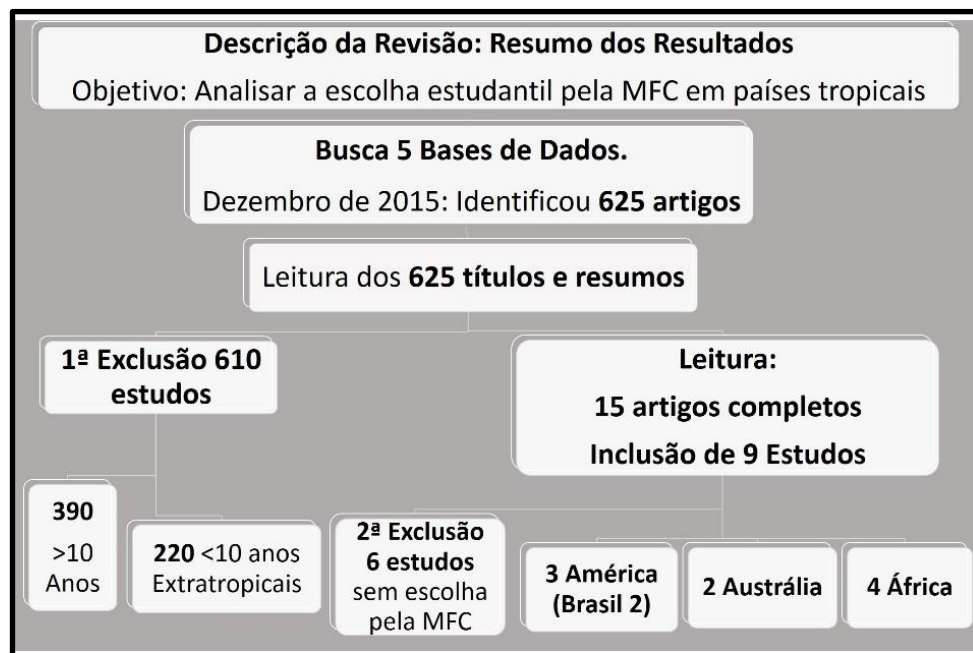 Descrição da Revisão: Resumo dos Resultados
Objetivo: Analisar a escolha estudantil pela MFC em países tropicais
Busca 5 Bases de Dados.
Dezembro de 2015: Identificou 625 artigos
Leitura dos 625 títulos e resumos
1ª Exclusão 610
estudos
Leitura:
15 artigos completos
Inclusão de 9 Estudos
390
>10
Anos
220 <10 anos
Extratropicais
2ª Exclusão
6 estudos
sem escolha
pela MFC
3 América
(Brasil 2)
2 Austrália
4 África